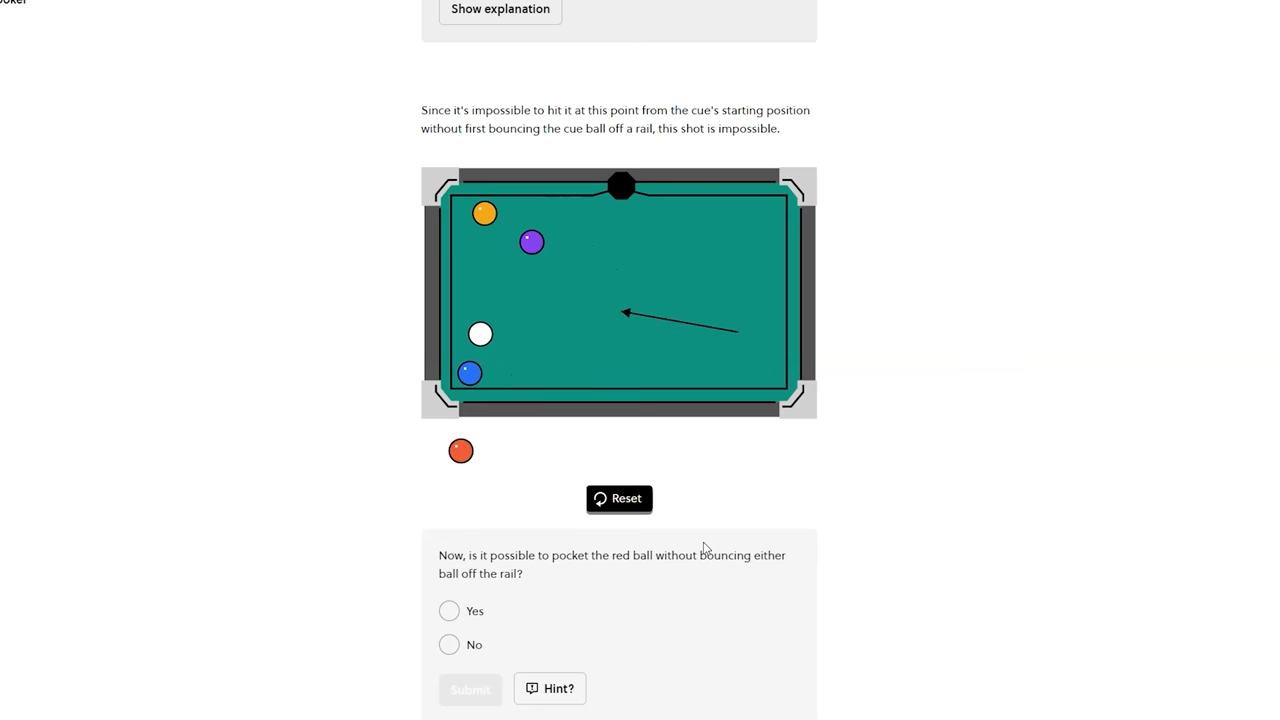 Show explanation
Since it's impossible to hit it at this point from the cue's starting position
without first bouncing the cue ball off a rail, this shot is impossible.
Reset
Now, is it possible to pocket the red ball without bouncing either
ball off the rail?
Yes
No
Submit
Hint?